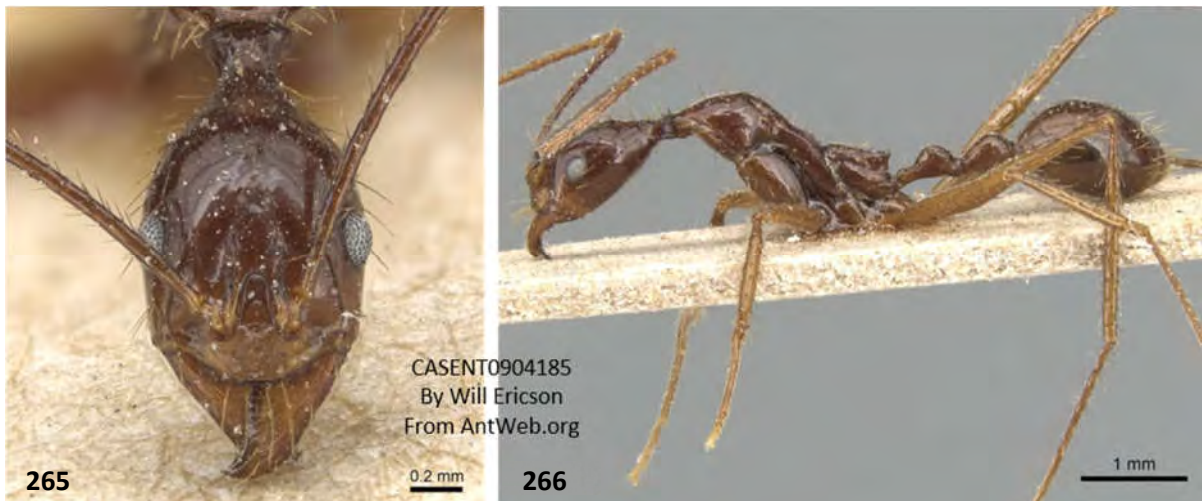 CASENT0904185
By Will Ericson
From AntWeb.org
265
0.2 mm
266
1 mm